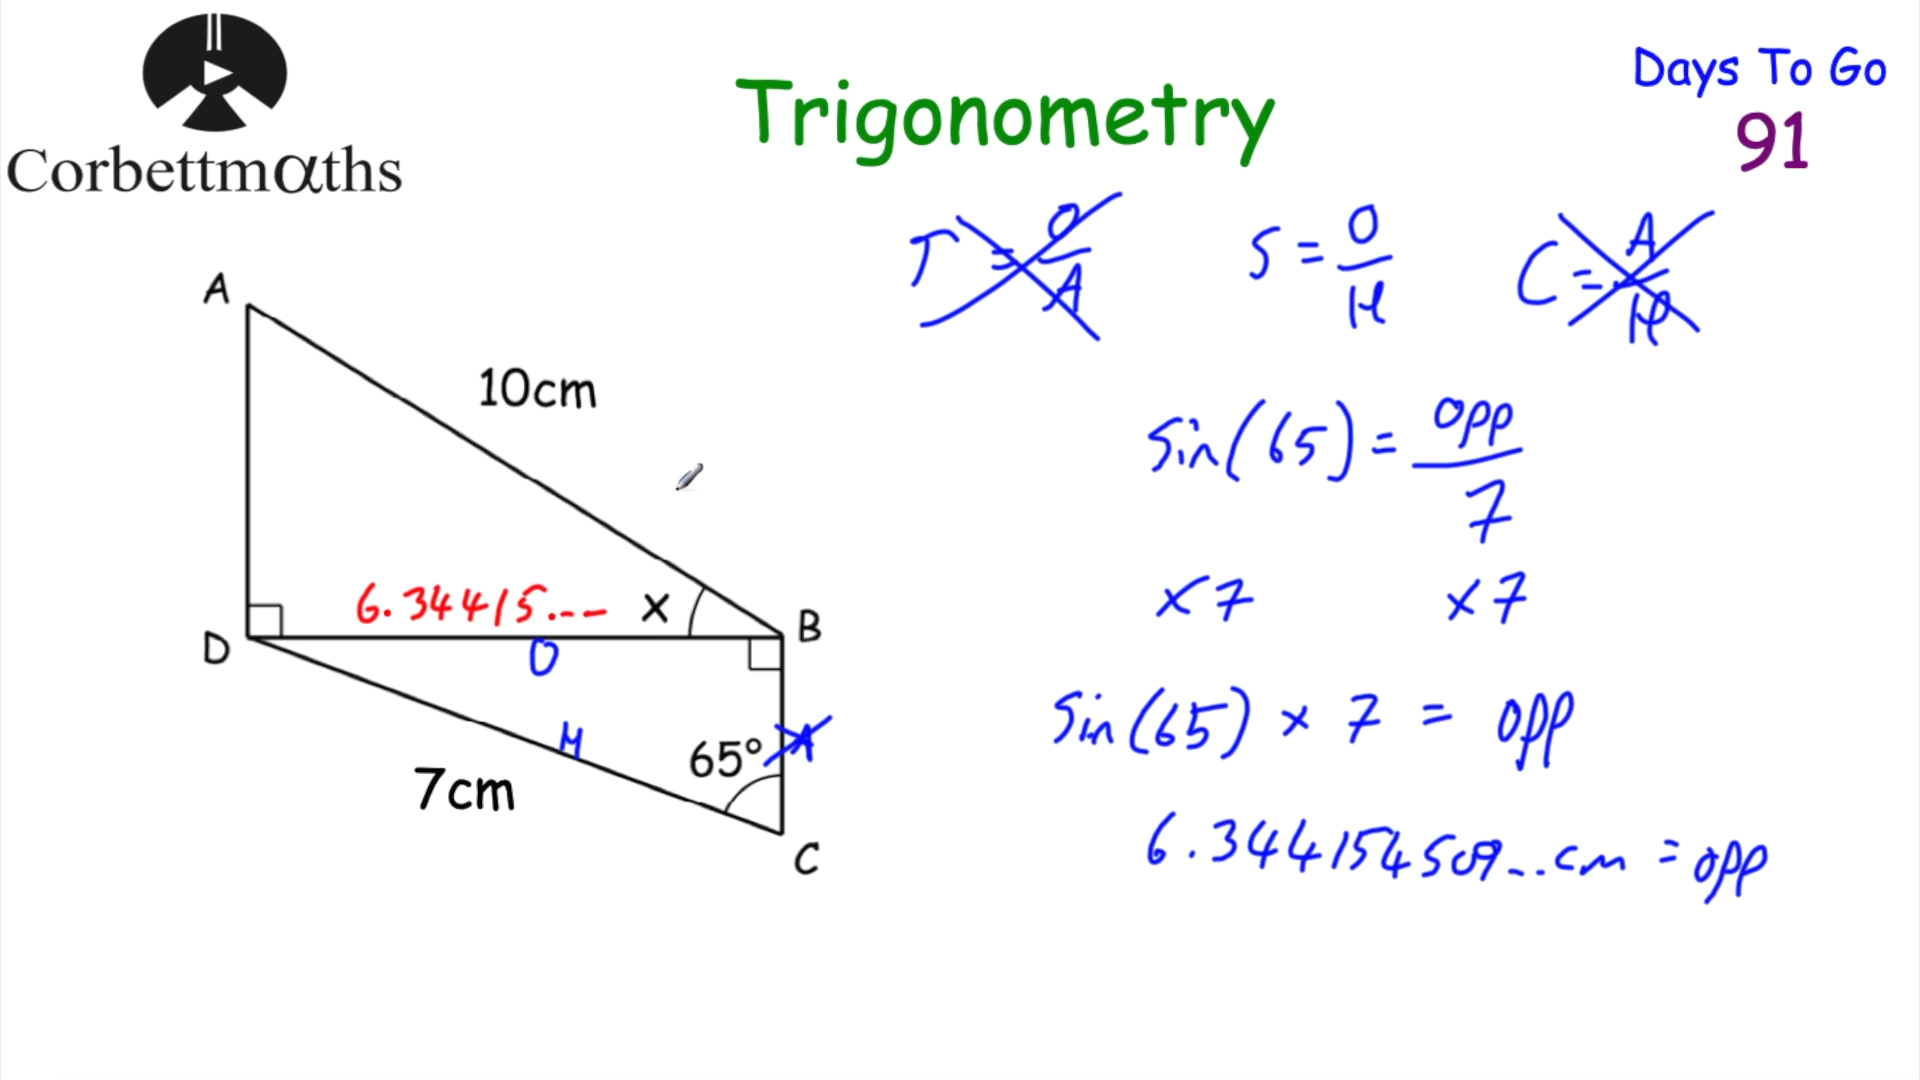 Corbettmαths
Trigonometry
Days To Go
91
T = O/A
S = O/H
C = A/H
A
10cm
6.34415...
x
B
D
O
H
65°
A
7cm
C
Sin(65) = opp/7
×7 ×7
Sin(65) × 7 = opp
6.344154509...cm = opp